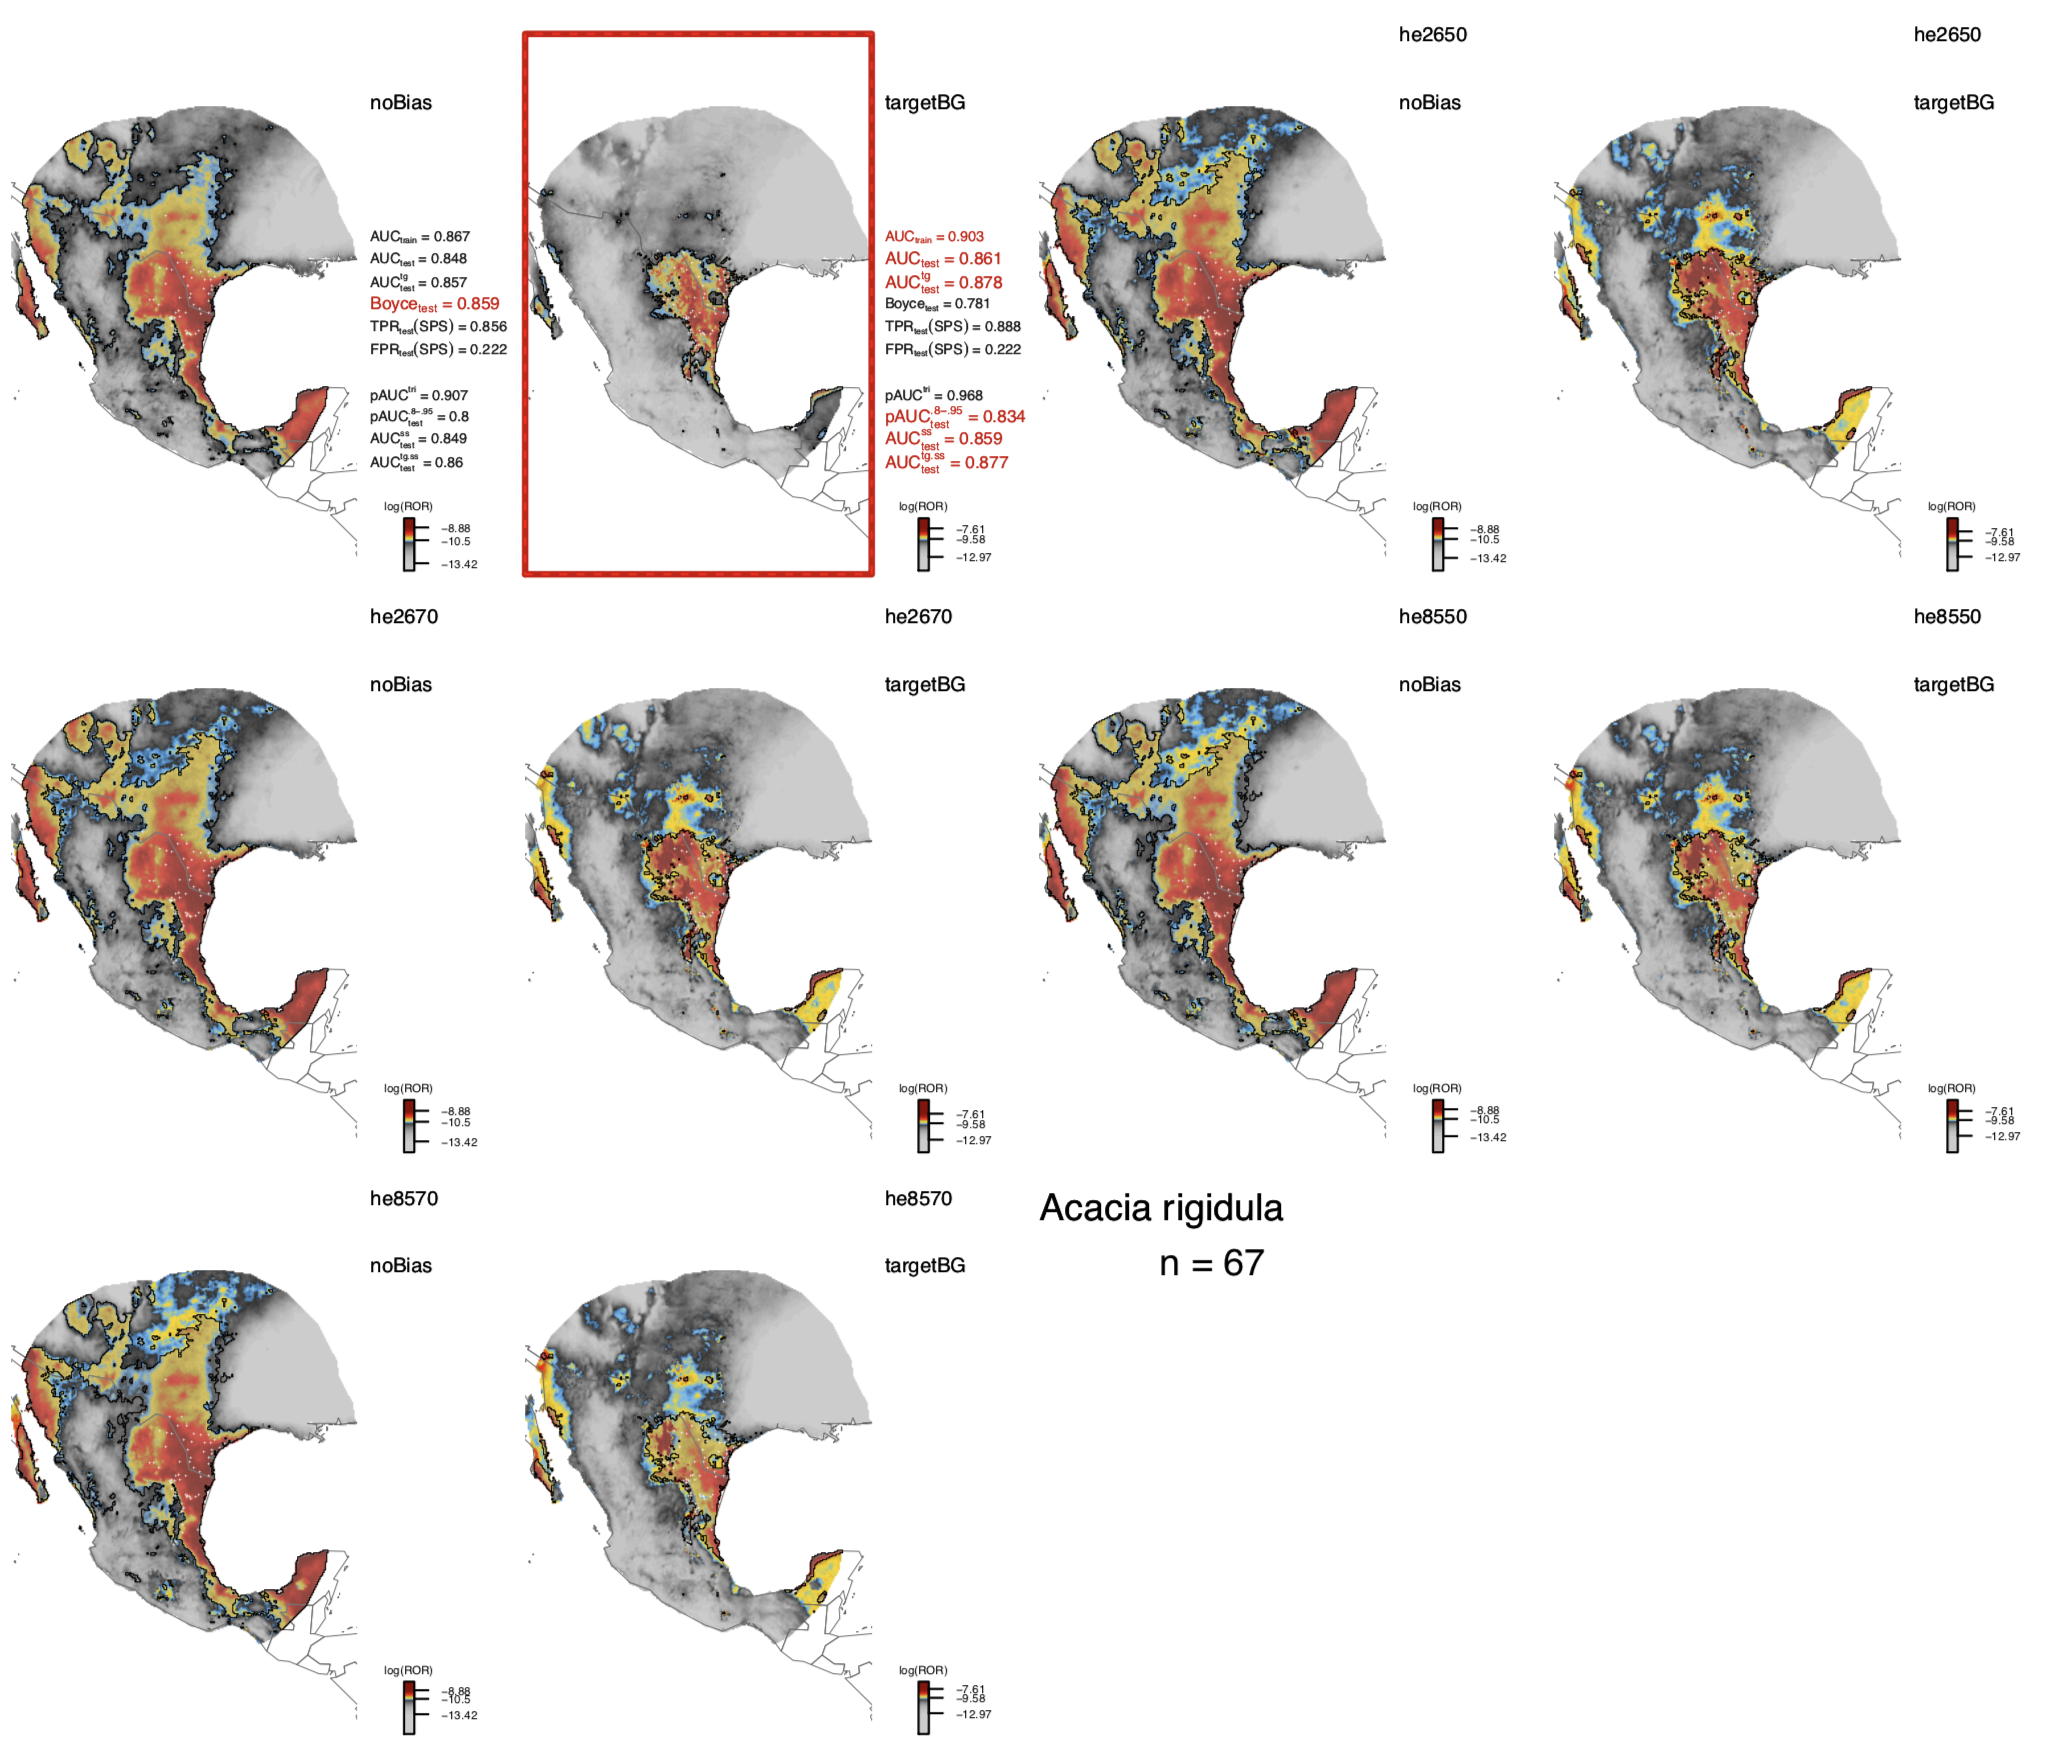 noBias
AUCtrain = 0.867
AUCtest = 0.848
AUCtgtest = 0.857
Boycetest = 0.859
TPRtest(SPS) = 0.856
FPRtest(SPS) = 0.222
pAUCtri = 0.907
pAUC.8−.95test = 0.8
AUCsstest = 0.849
AUCtg.sstest = 0.86
log(ROR)
−8.88
−10.5
−13.42
targetBG
AUCtrain = 0.903
AUCtest = 0.861
AUCtgtest = 0.878
Boycetest = 0.781
TPRtest(SPS) = 0.888
FPRtest(SPS) = 0.222
pAUCtri = 0.968
pAUC.8−.95test = 0.834
AUCsstest = 0.859
AUCtg.sstest = 0.877
log(ROR)
−7.61
−9.58
−12.97
he2650
noBias
log(ROR)
−8.88
−10.5
−13.42
he2650
targetBG
log(ROR)
−7.61
−9.58
−12.97
he2670
noBias
log(ROR)
−8.88
−10.5
−13.42
he2670
targetBG
log(ROR)
−7.61
−9.58
−12.97
he8550
noBias
log(ROR)
−8.88
−10.5
−13.42
he8550
targetBG
log(ROR)
−7.61
−9.58
−12.97
he8570
noBias
log(ROR)
−8.88
−10.5
−13.42
he8570
targetBG
log(ROR)
−7.61
−9.58
−12.97
Acacia rigidula
n = 67